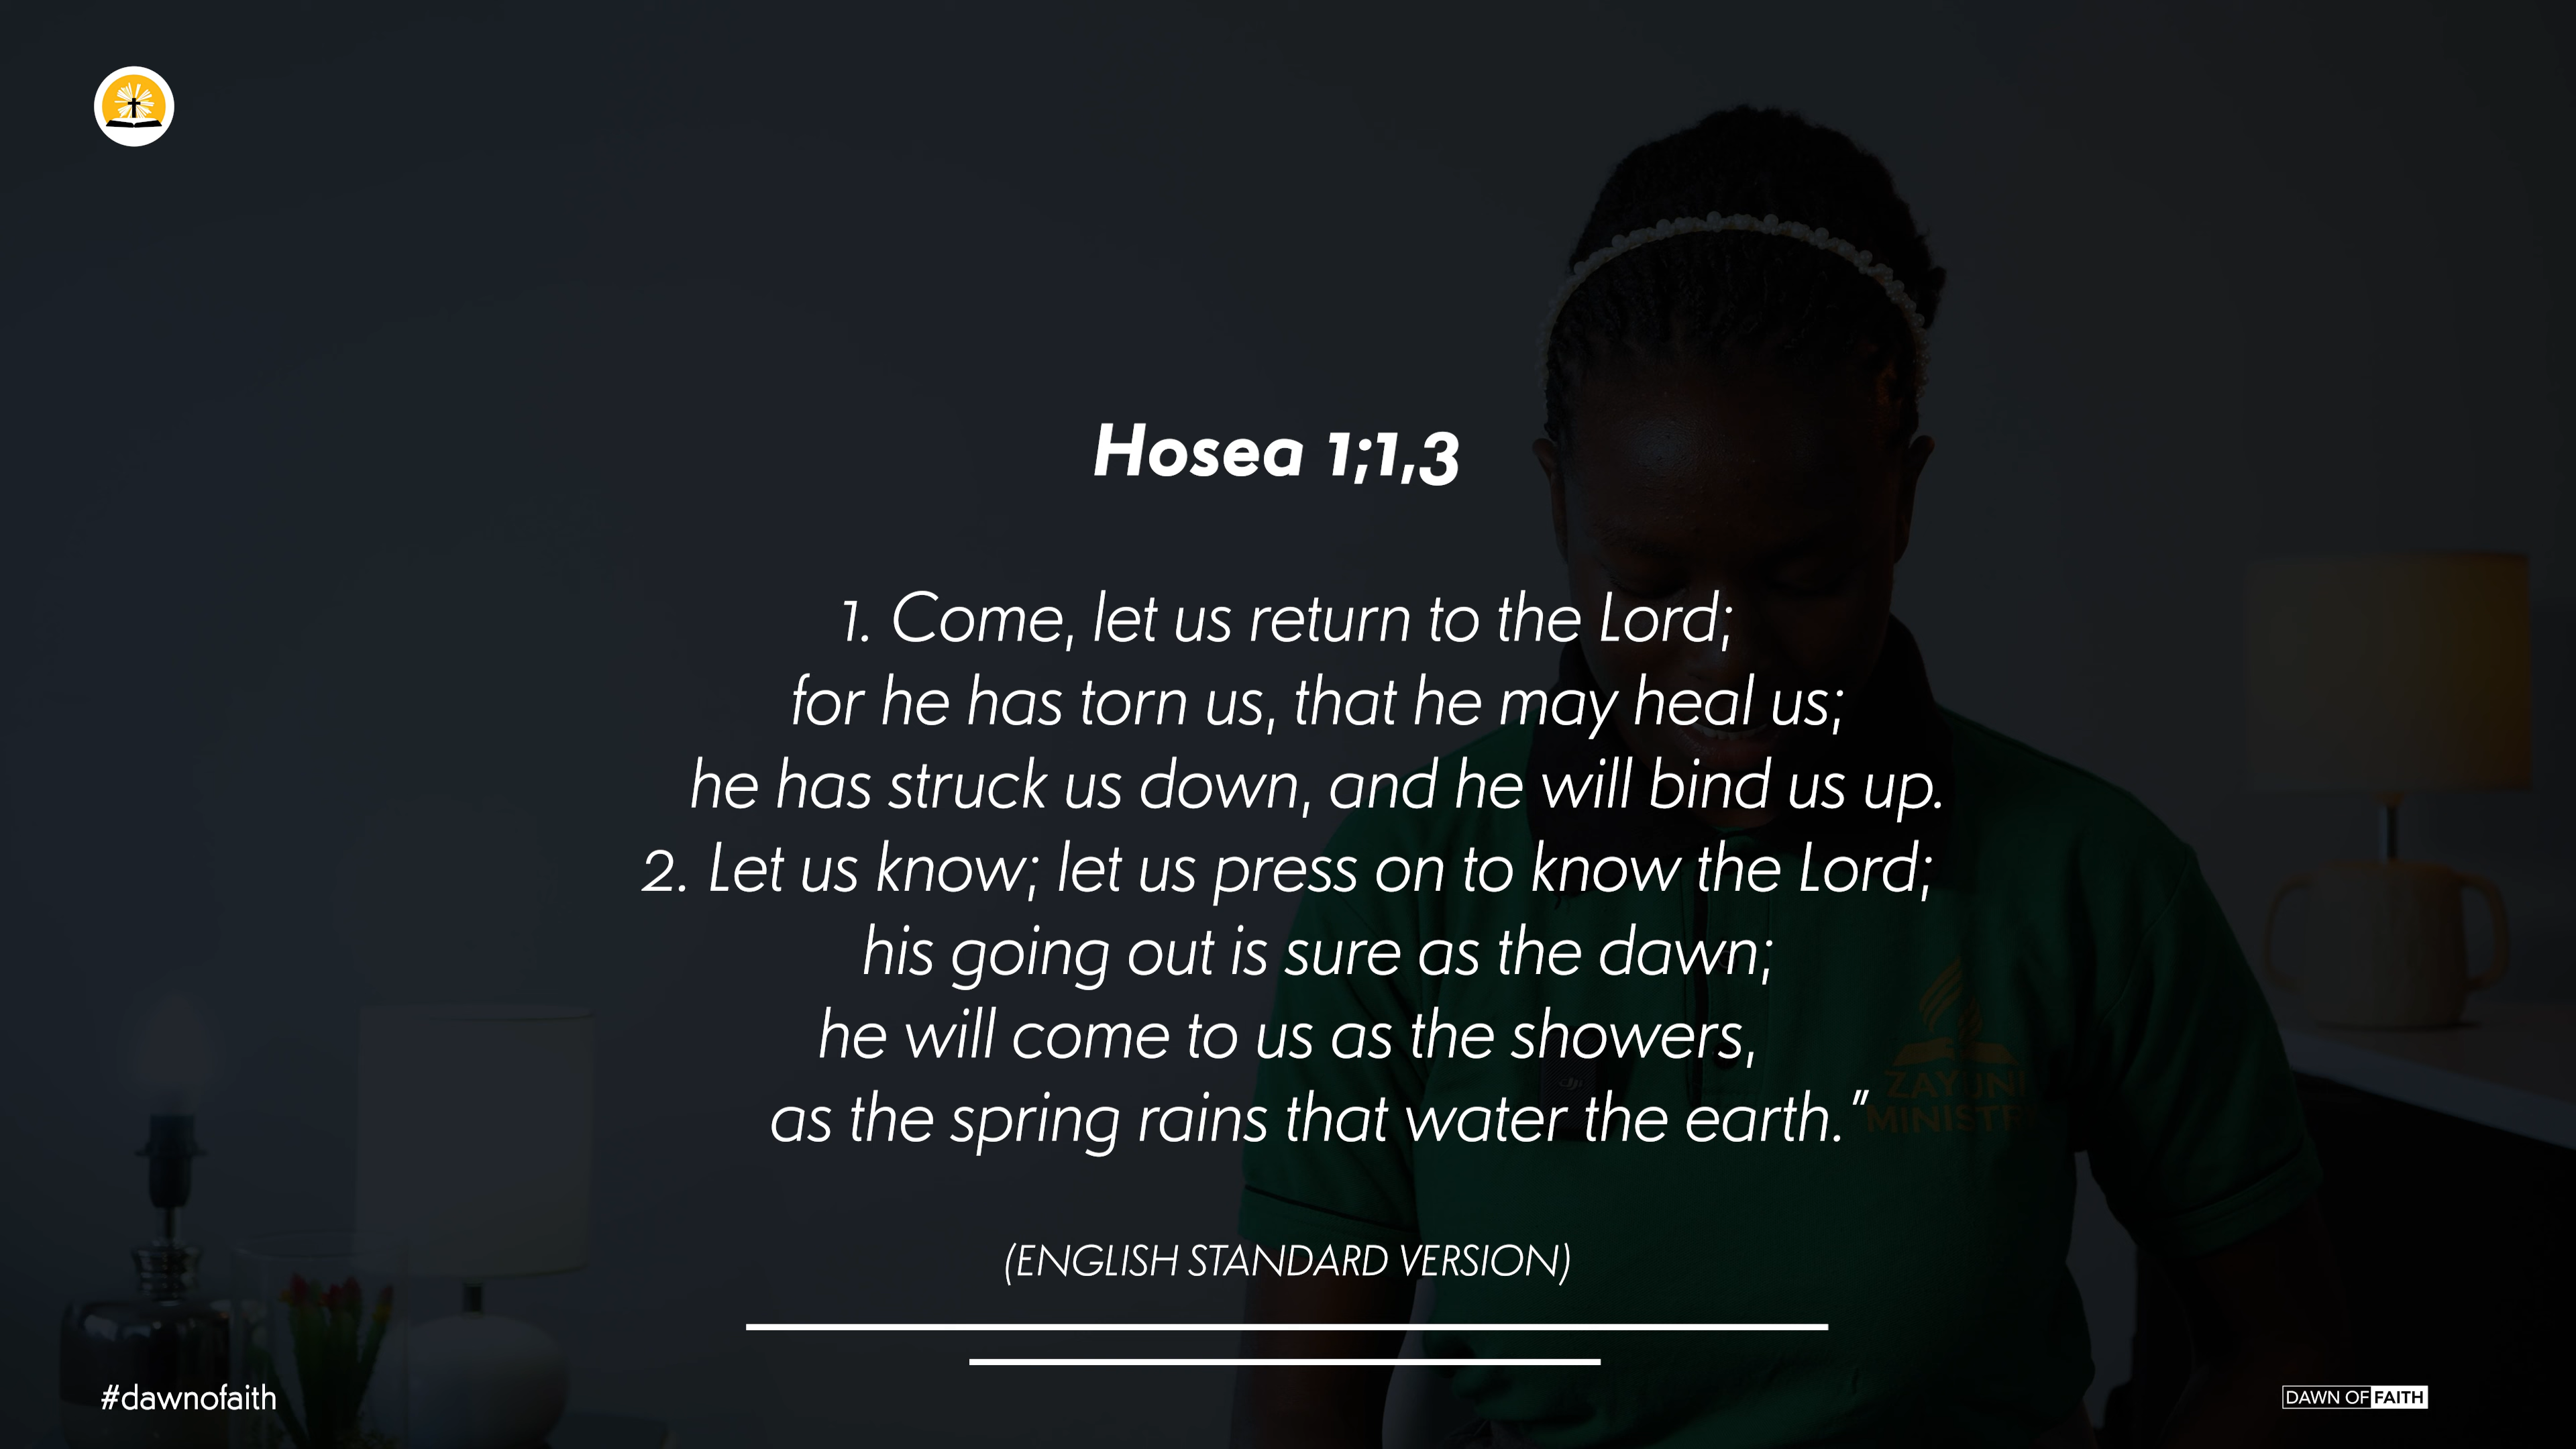 Hosea 1;1,3
1. Come, let us return to the Lord;
for he has torn us, that he may heal us;
he has struck us down, and he will bind us up.
2. Let us know; let us press on to know the Lord;
his going out is sure as the dawn;
he will come to us as the showers,
as the spring rains that water the earth.”
(ENGLISH STANDARD VERSION)
#dawnofaith
DAWN OF FAITH
dji
ZAYUNI
MINISTR